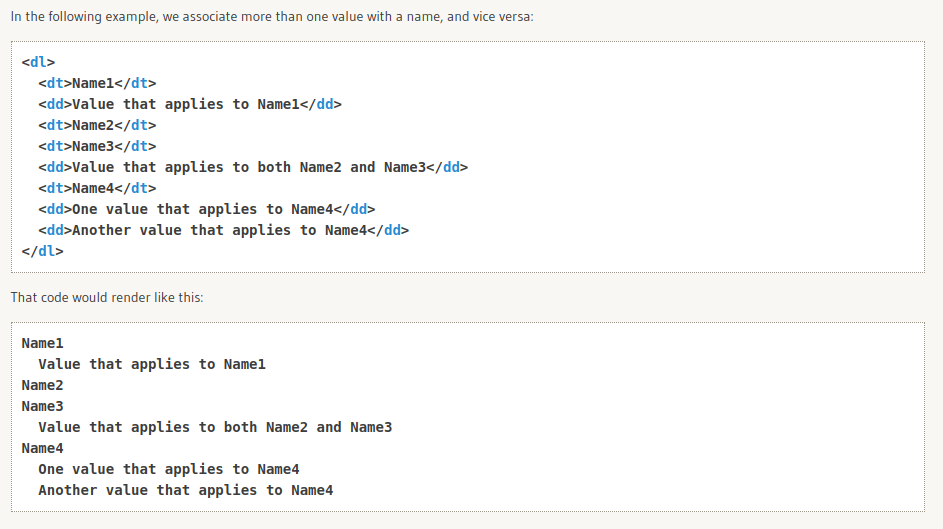 In the following example, we associate more than one value with a name, and vice versa:
<dl>
  <dt>Name1</dt>
  <dd>Value that applies to Name1</dd>
  <dt>Name2</dt>
  <dt>Name3</dt>
  <dd>Value that applies to both Name2 and Name3</dd>
  <dt>Name4</dt>
  <dd>One value that applies to Name4</dd>
  <dd>Another value that applies to Name4</dd>
</dl>
That code would render like this:
Name1
  Value that applies to Name1
Name2
Name3
  Value that applies to both Name2 and Name3
Name4
  One value that applies to Name4
  Another value that applies to Name4